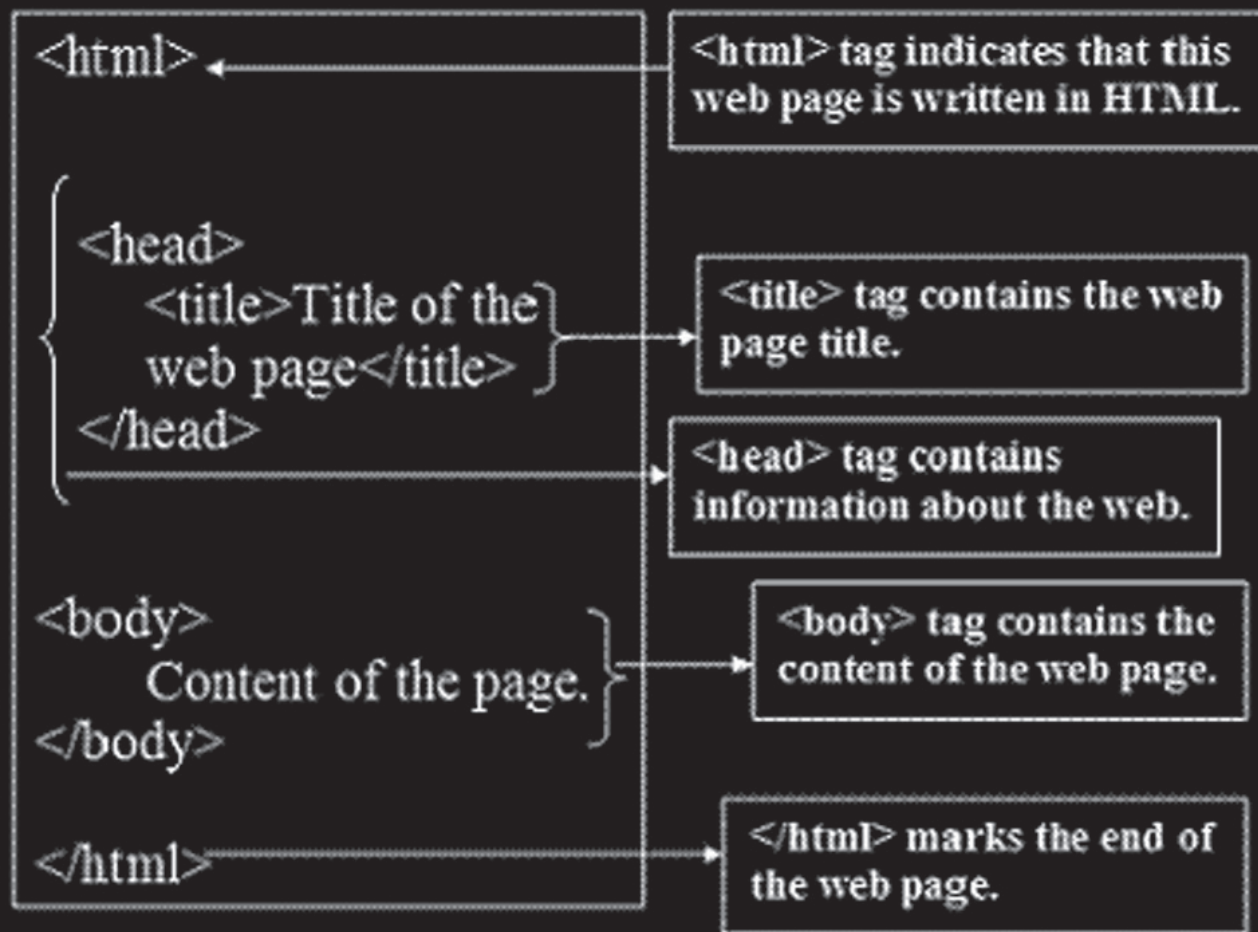 <html>
<html> tag indicates that this
web page is written in HTML.
<head>
<title>Title of the
web page</title>
</head>
<title> tag contains the web
page title.
<head> tag contains
information about the web.
<body>
Content of the page.
</body>
<body> tag contains the
content of the web page.
</html>
</html> marks the end of
the web page.